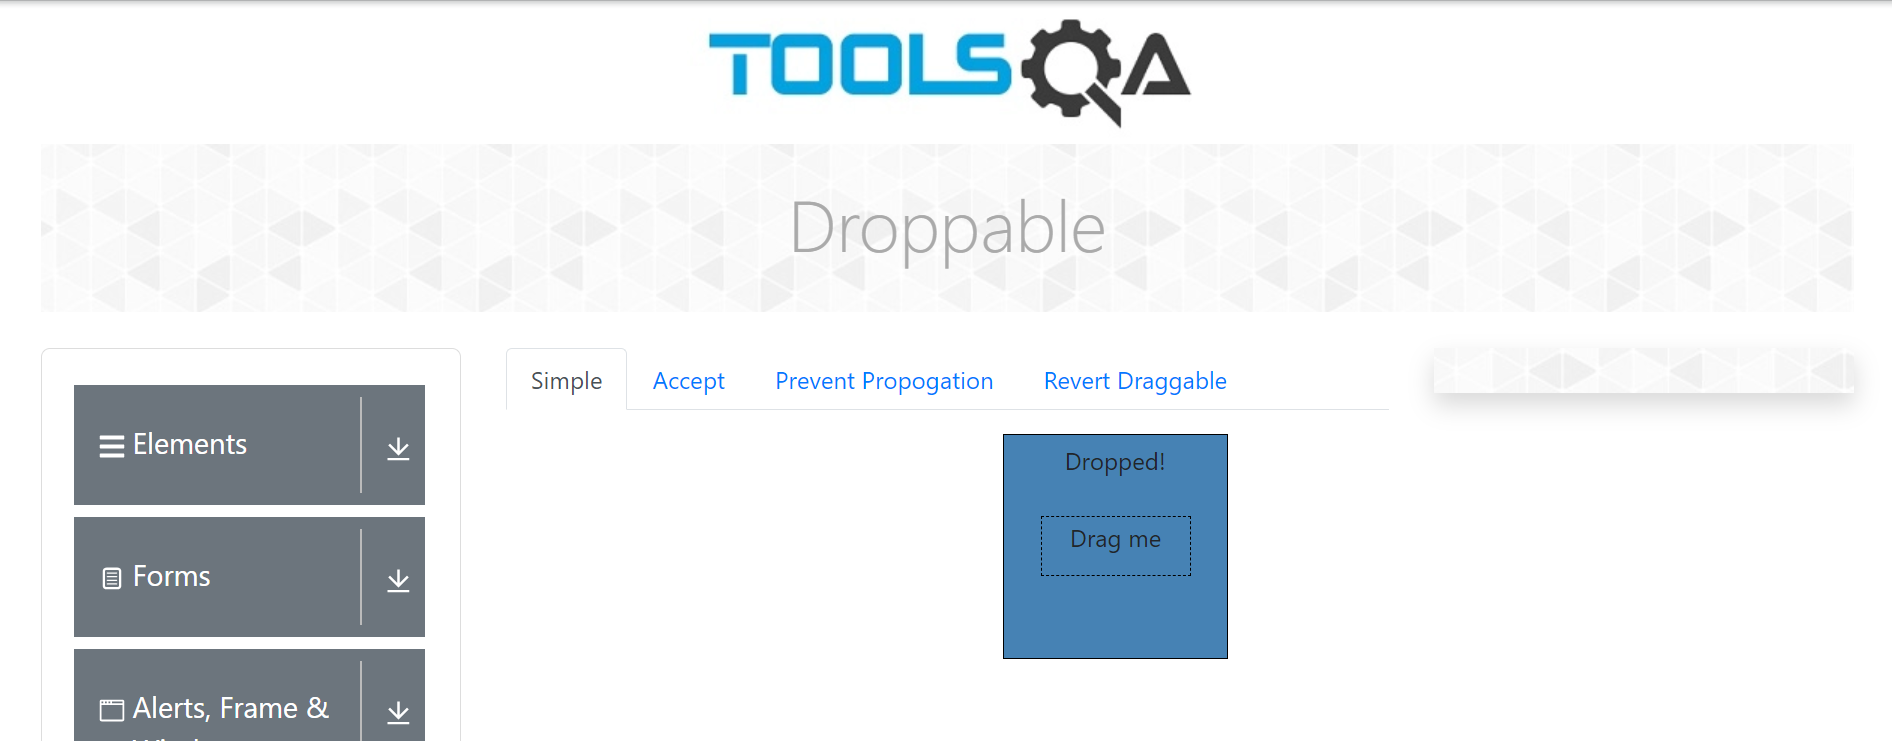 TOOLSQA
Droppable
Simple
Accept
Prevent Propogation
Revert Draggable
Elements
Forms
Alerts, Frame &
Dropped!
Drag me